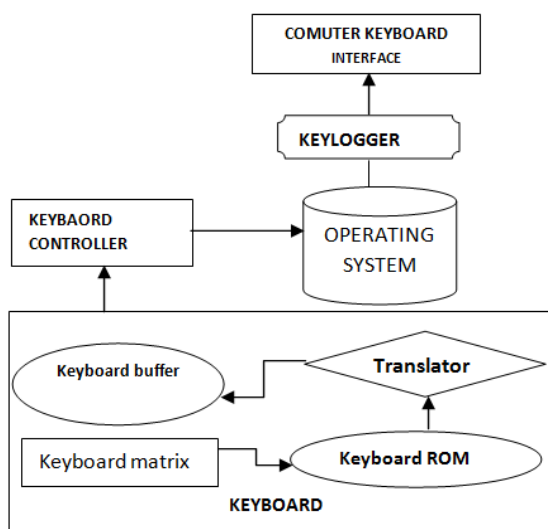 COMUTER KEYBOARD
INTERFACE
KEYLOGGER
KEYBAORD
CONTROLLER
OPERATING
SYSTEM
Keyboard buffer
Translator
Keyboard matrix
Keyboard ROM
KEYBOARD